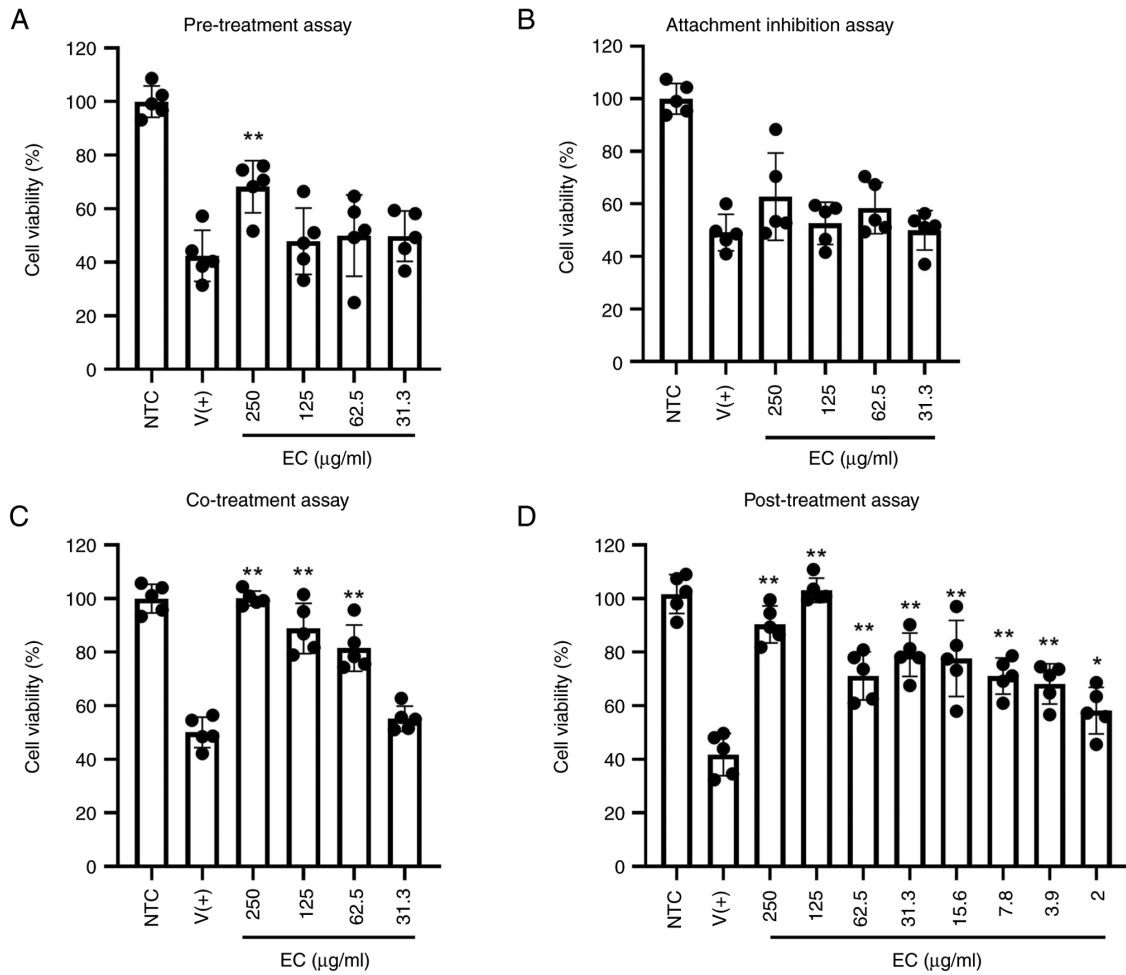 A
Pre-treatment assay
Cell viability (%)
120
100
80
60
40
20
0
**
NTC
V(+)
250
125
62.5
31.3
EC (μg/ml)
B
Attachment inhibition assay
Cell viability (%)
120
100
80
60
40
20
0
NTC
V(+)
250
125
62.5
31.3
EC (μg/ml)
C
Co-treatment assay
Cell viability (%)
120
100
80
60
40
20
0
**
**
**
NTC
V(+)
250
125
62.5
31.3
EC (μg/ml)
D
Post-treatment assay
Cell viability (%)
120
100
80
60
40
20
0
**
**
**
**
**
**
**
*
NTC
V(+)
250
125
62.5
31.3
15.6
7.8
3.9
2
EC (μg/ml)